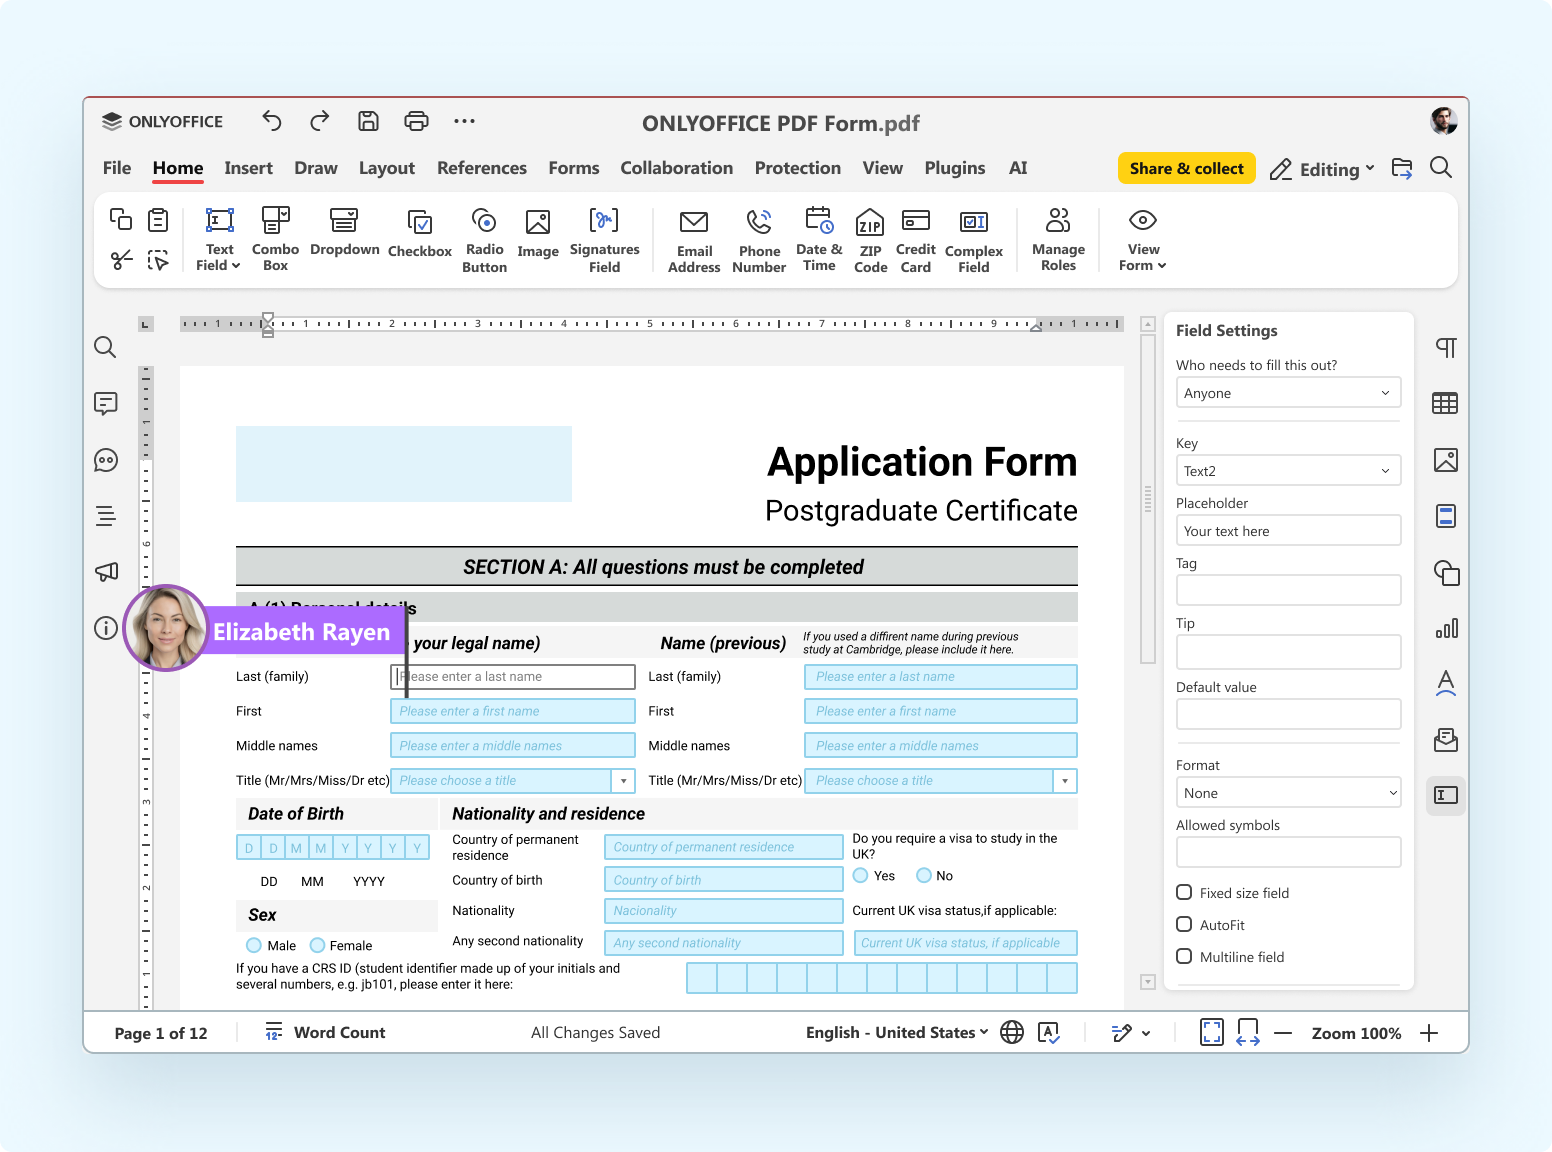 ONLYOFFICE
ONLYOFFICE PDF Form.pdf
File Home Insert Draw Layout References Forms Collaboration Protection View Plugins AI
Share & collect
Editing
Text Field
Combo Box
Dropdown
Checkbox
Radio Button
Image
Signatures Field
Email Address
Phone Number
Date & Time
ZIP
ZIP Code
Credit Card
Complex Field
Manage Roles
View Form
1 1 2 3 4 5 6 7 8 9 1
1
6
4
3
2
1
Application Form
Postgraduate Certificate
SECTION A: All questions must be completed
A (1) Personal details
Elizabeth Rayen
your legal name)
Name (previous)
If you used a diffirent name during previous
study at Cambridge, please include it here.
Last (family) Please enter a last name Last (family) Please enter a last name
First Please enter a first name First Please enter a first name
Middle names Please enter a middle names Middle names Please enter a middle names
Title (Mr/Mrs/Miss/Dr etc) Please choose a title Title (Mr/Mrs/Miss/Dr etc) Please choose a title
Date of Birth
Nationality and residence
D D M M Y Y Y Y
DD MM YYYY
Sex
Male Female
Country of permanent
residence
Country of permanent residence
Country of birth Country of birth
Nationality Nacionality
Any second nationality Any second nationality
Do you require a visa to study in the
UK?
Yes No
Current UK visa status,if applicable:
Current UK visa status, if applicable
If you have a CRS ID (student identifier made up of your initials and
several numbers, e.g. jb101, please enter it here:
Field Settings
Who needs to fill this out?
Anyone
Key
Text2
Placeholder
Your text here
Tag
Tip
Default value
Format
None
Allowed symbols
Fixed size field
AutoFit
Multiline field
Page 1 of 12
12
Word Count
All Changes Saved
English - United States
Zoom 100%